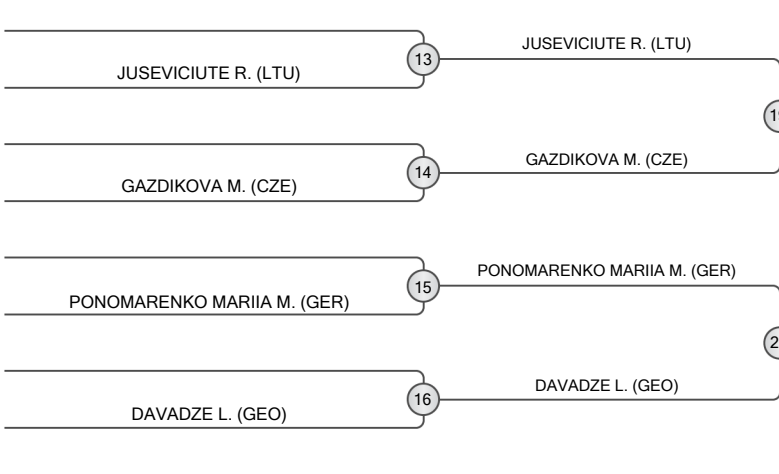 JUSEVICIUTE R. (LTU)
13
JUSEVICIUTE R. (LTU)
GAZDIKOVA M. (CZE)
14
GAZDIKOVA M. (CZE)
PONOMARENKO MARIIA M. (GER)
15
PONOMARENKO MARIIA M. (GER)
DAVADZE L. (GEO)
16
DAVADZE L. (GEO)